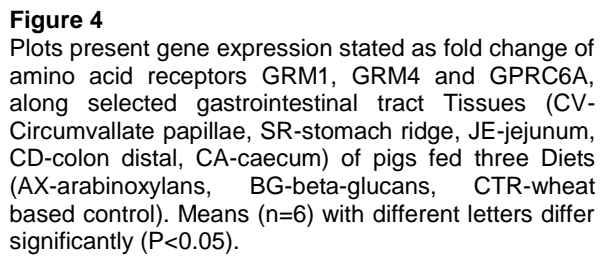 Figure 4
Plots present gene expression stated as fold change of
amino acid receptors GRM1, GRM4 and GPRC6A,
along selected gastrointestinal tract Tissues (CV-
Circumvallate papillae, SR-stomach ridge, JE-jejunum,
CD-colon distal, CA-caecum) of pigs fed three Diets
(AX-arabinoxylans, BG-beta-glucans, CTR-wheat
based control). Means (n=6) with different letters differ
significantly (P<0.05).